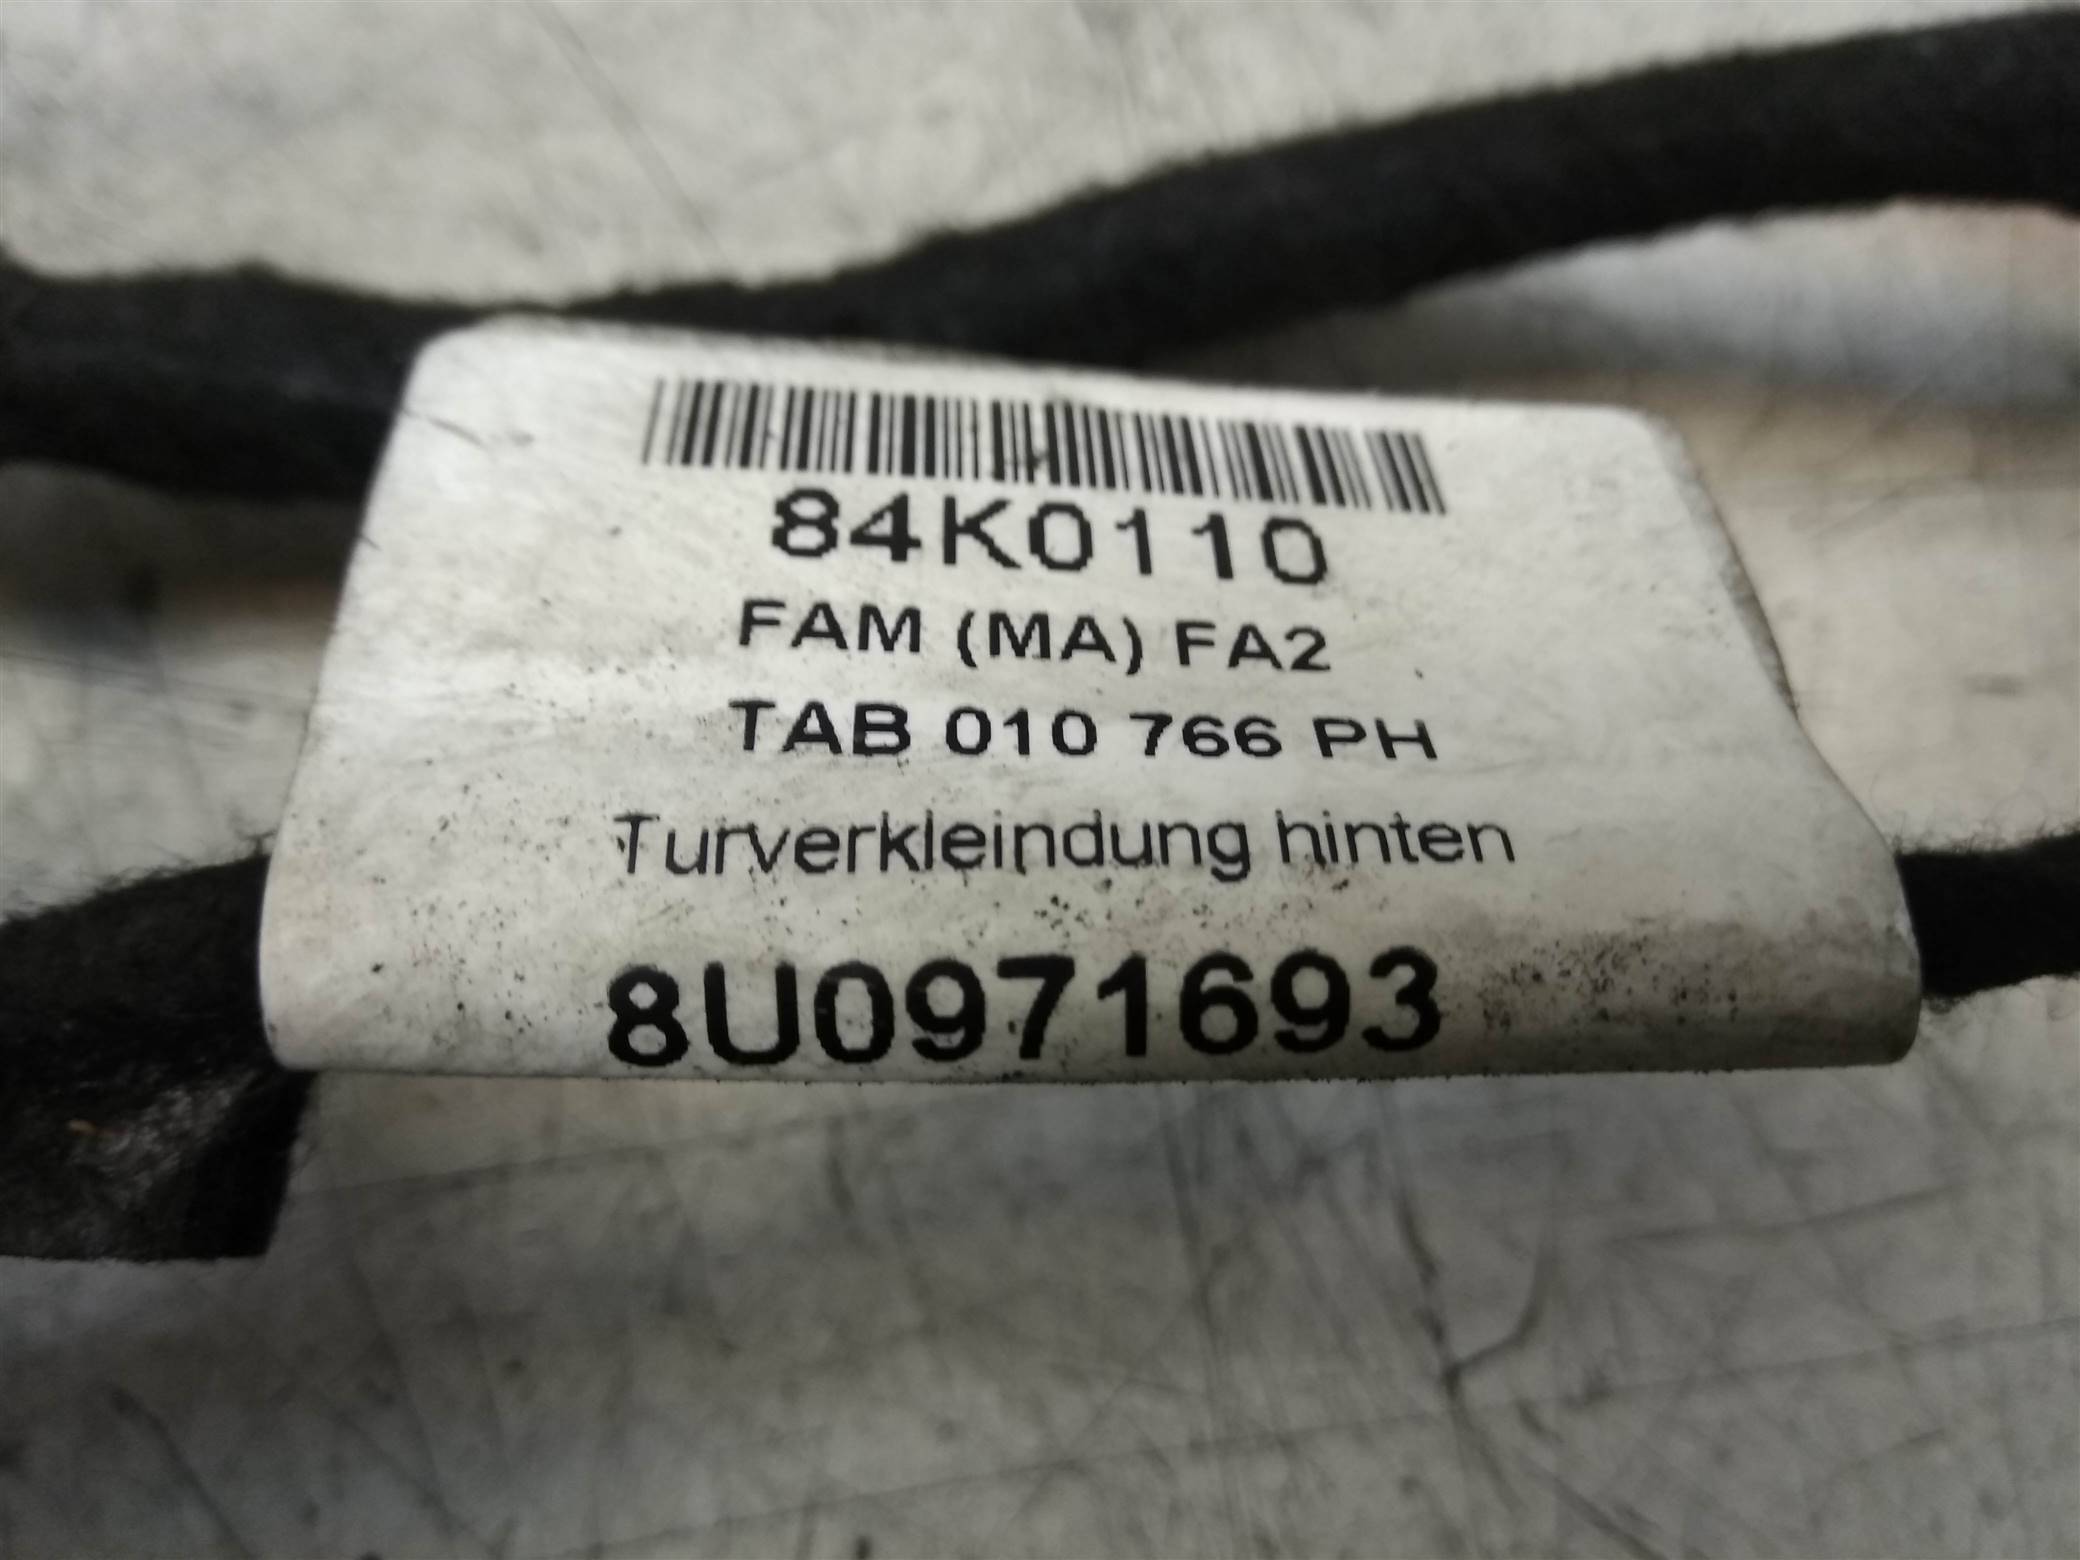 84K0110
FAM (MA) FA2
TAB 010 766 PH
Turverkleindung hinten
8U0971693